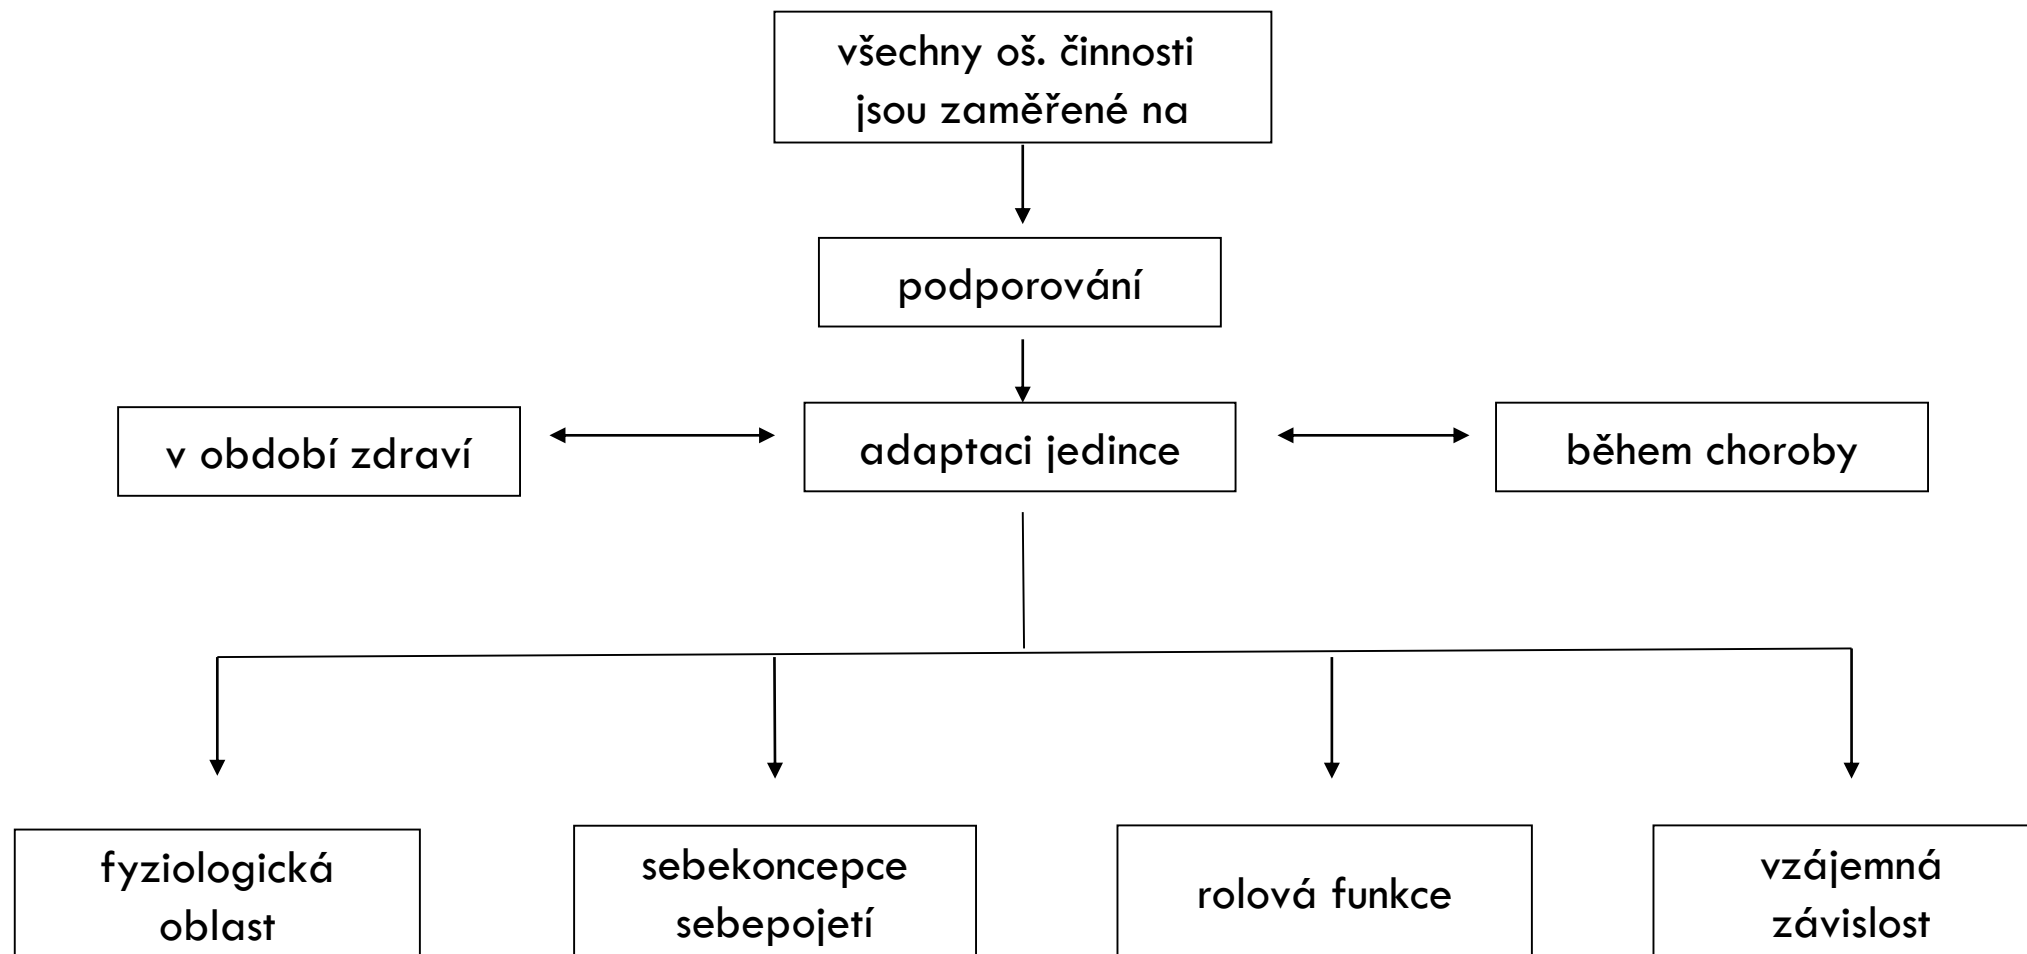 všechny oš. činnosti
jsou zaměřené na
podporování
v období zdraví
adaptaci jedince
během choroby
fyziologická
oblast
sebekoncepce
sebepojetí
rolová funkce
vzájemná
závislost